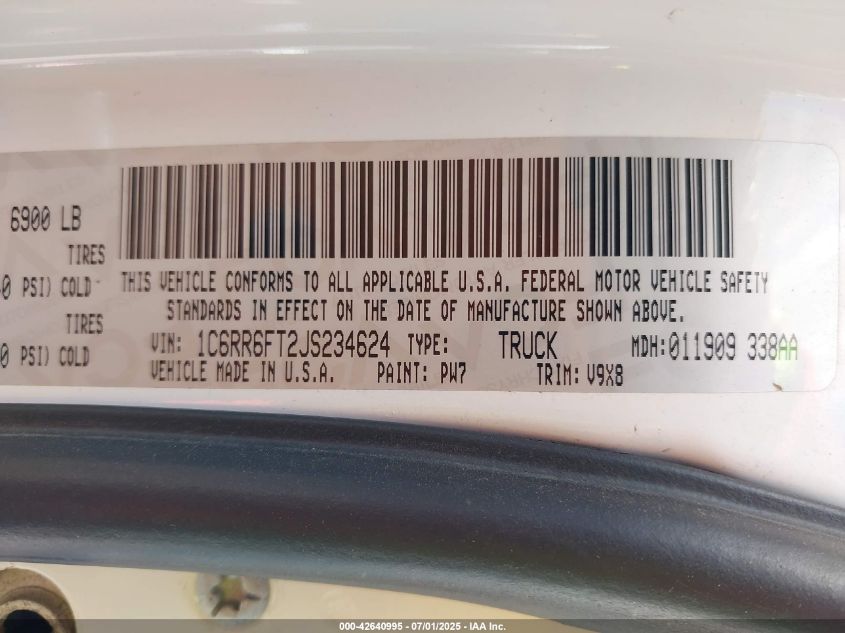 6900 LB
TIRES
0 PSI) COLD
TIRES
0 PSI) COLD
THIS VEHICLE CONFORMS TO ALL APPLICABLE U.S.A. FEDERAL MOTOR VEHICLE SAFETY
STANDARDS IN EFFECT ON THE DATE OF MANUFACTURE SHOWN ABOVE.
VIN: 1C6RR6FT2JS234624 TYPE: TRUCK MDH:011909 338AA
VEHICLE MADE IN U.S.A. PAINT: PW7 TRIM: V9X8
000-42640995 - 07/01/2025 - IAA Inc.